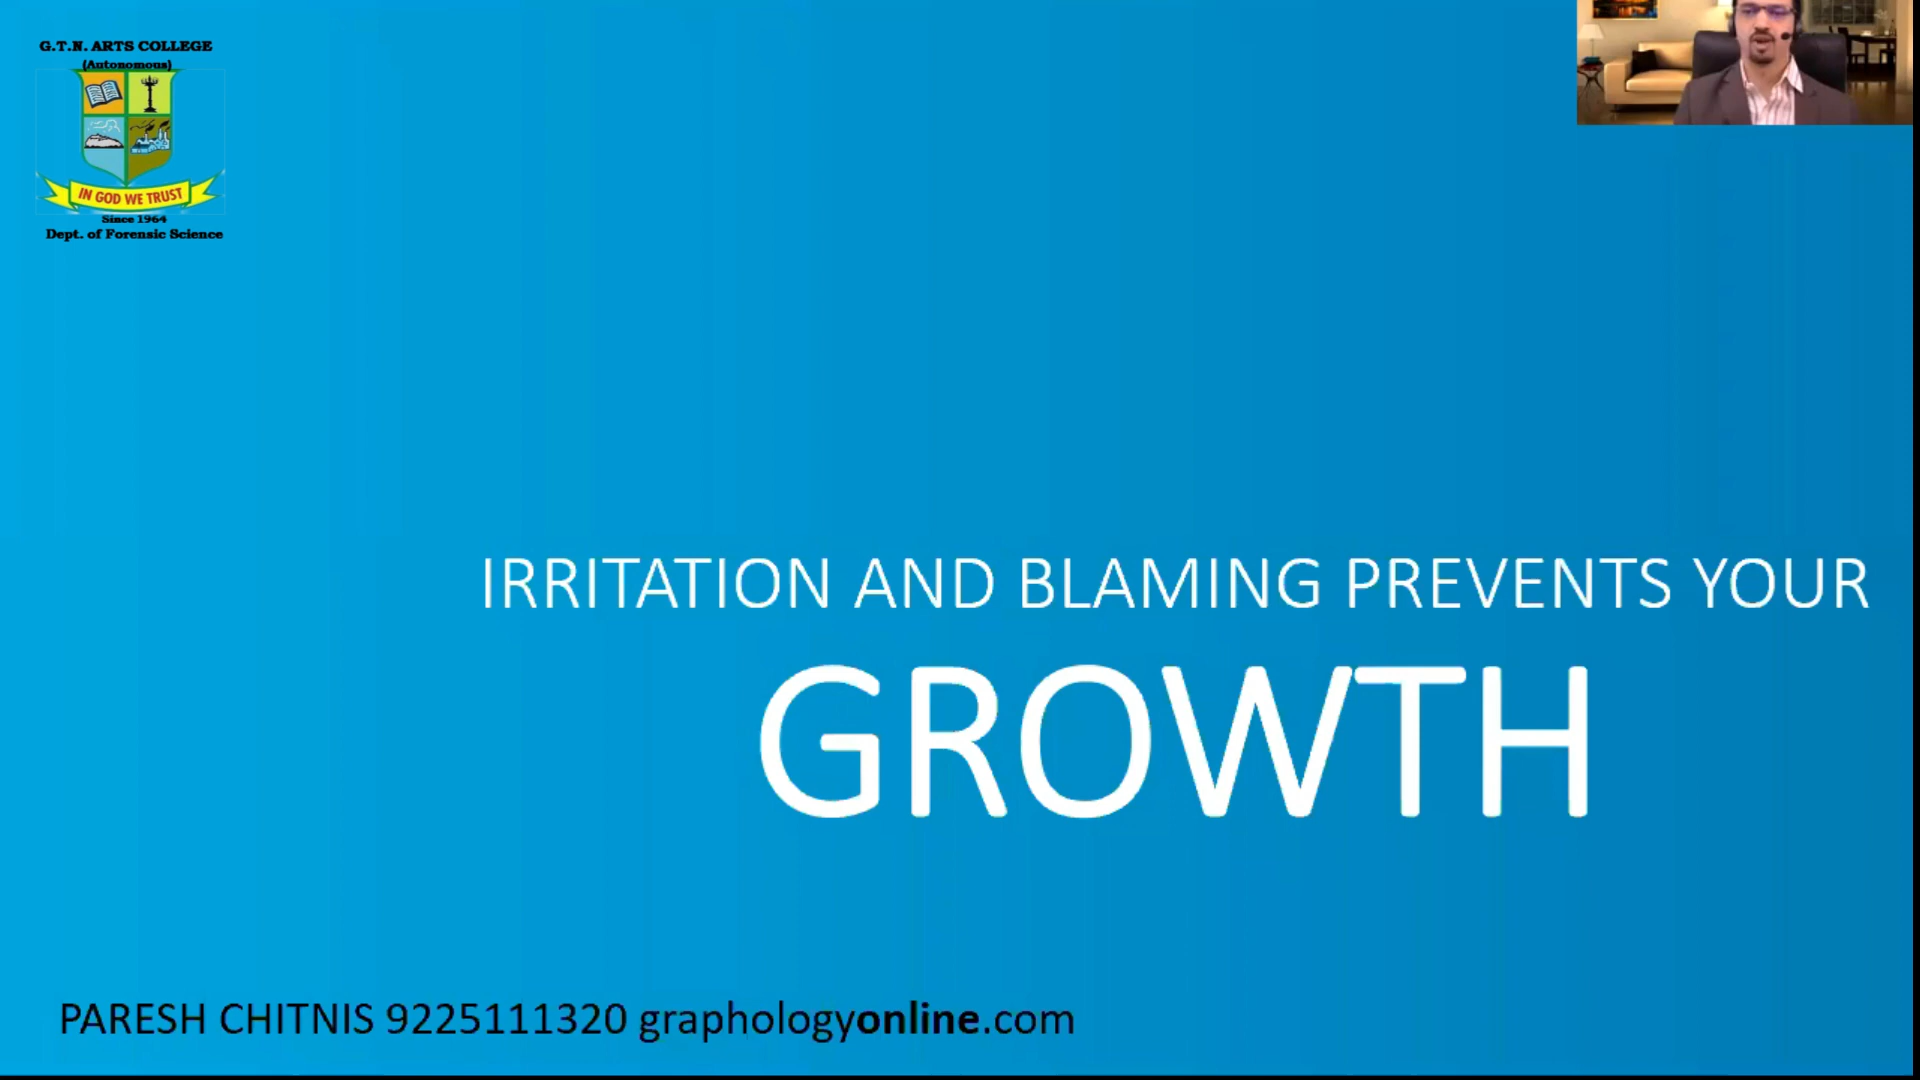 G.T.N. ARTS COLLEGE
(Autonomous)
IN GOD WE TRUST
Since 1964
Dept. of Forensic Science
IRRITATION AND BLAMING PREVENTS YOUR
GROWTH
PARESH CHITNIS 9225111320 graphologyonline.com